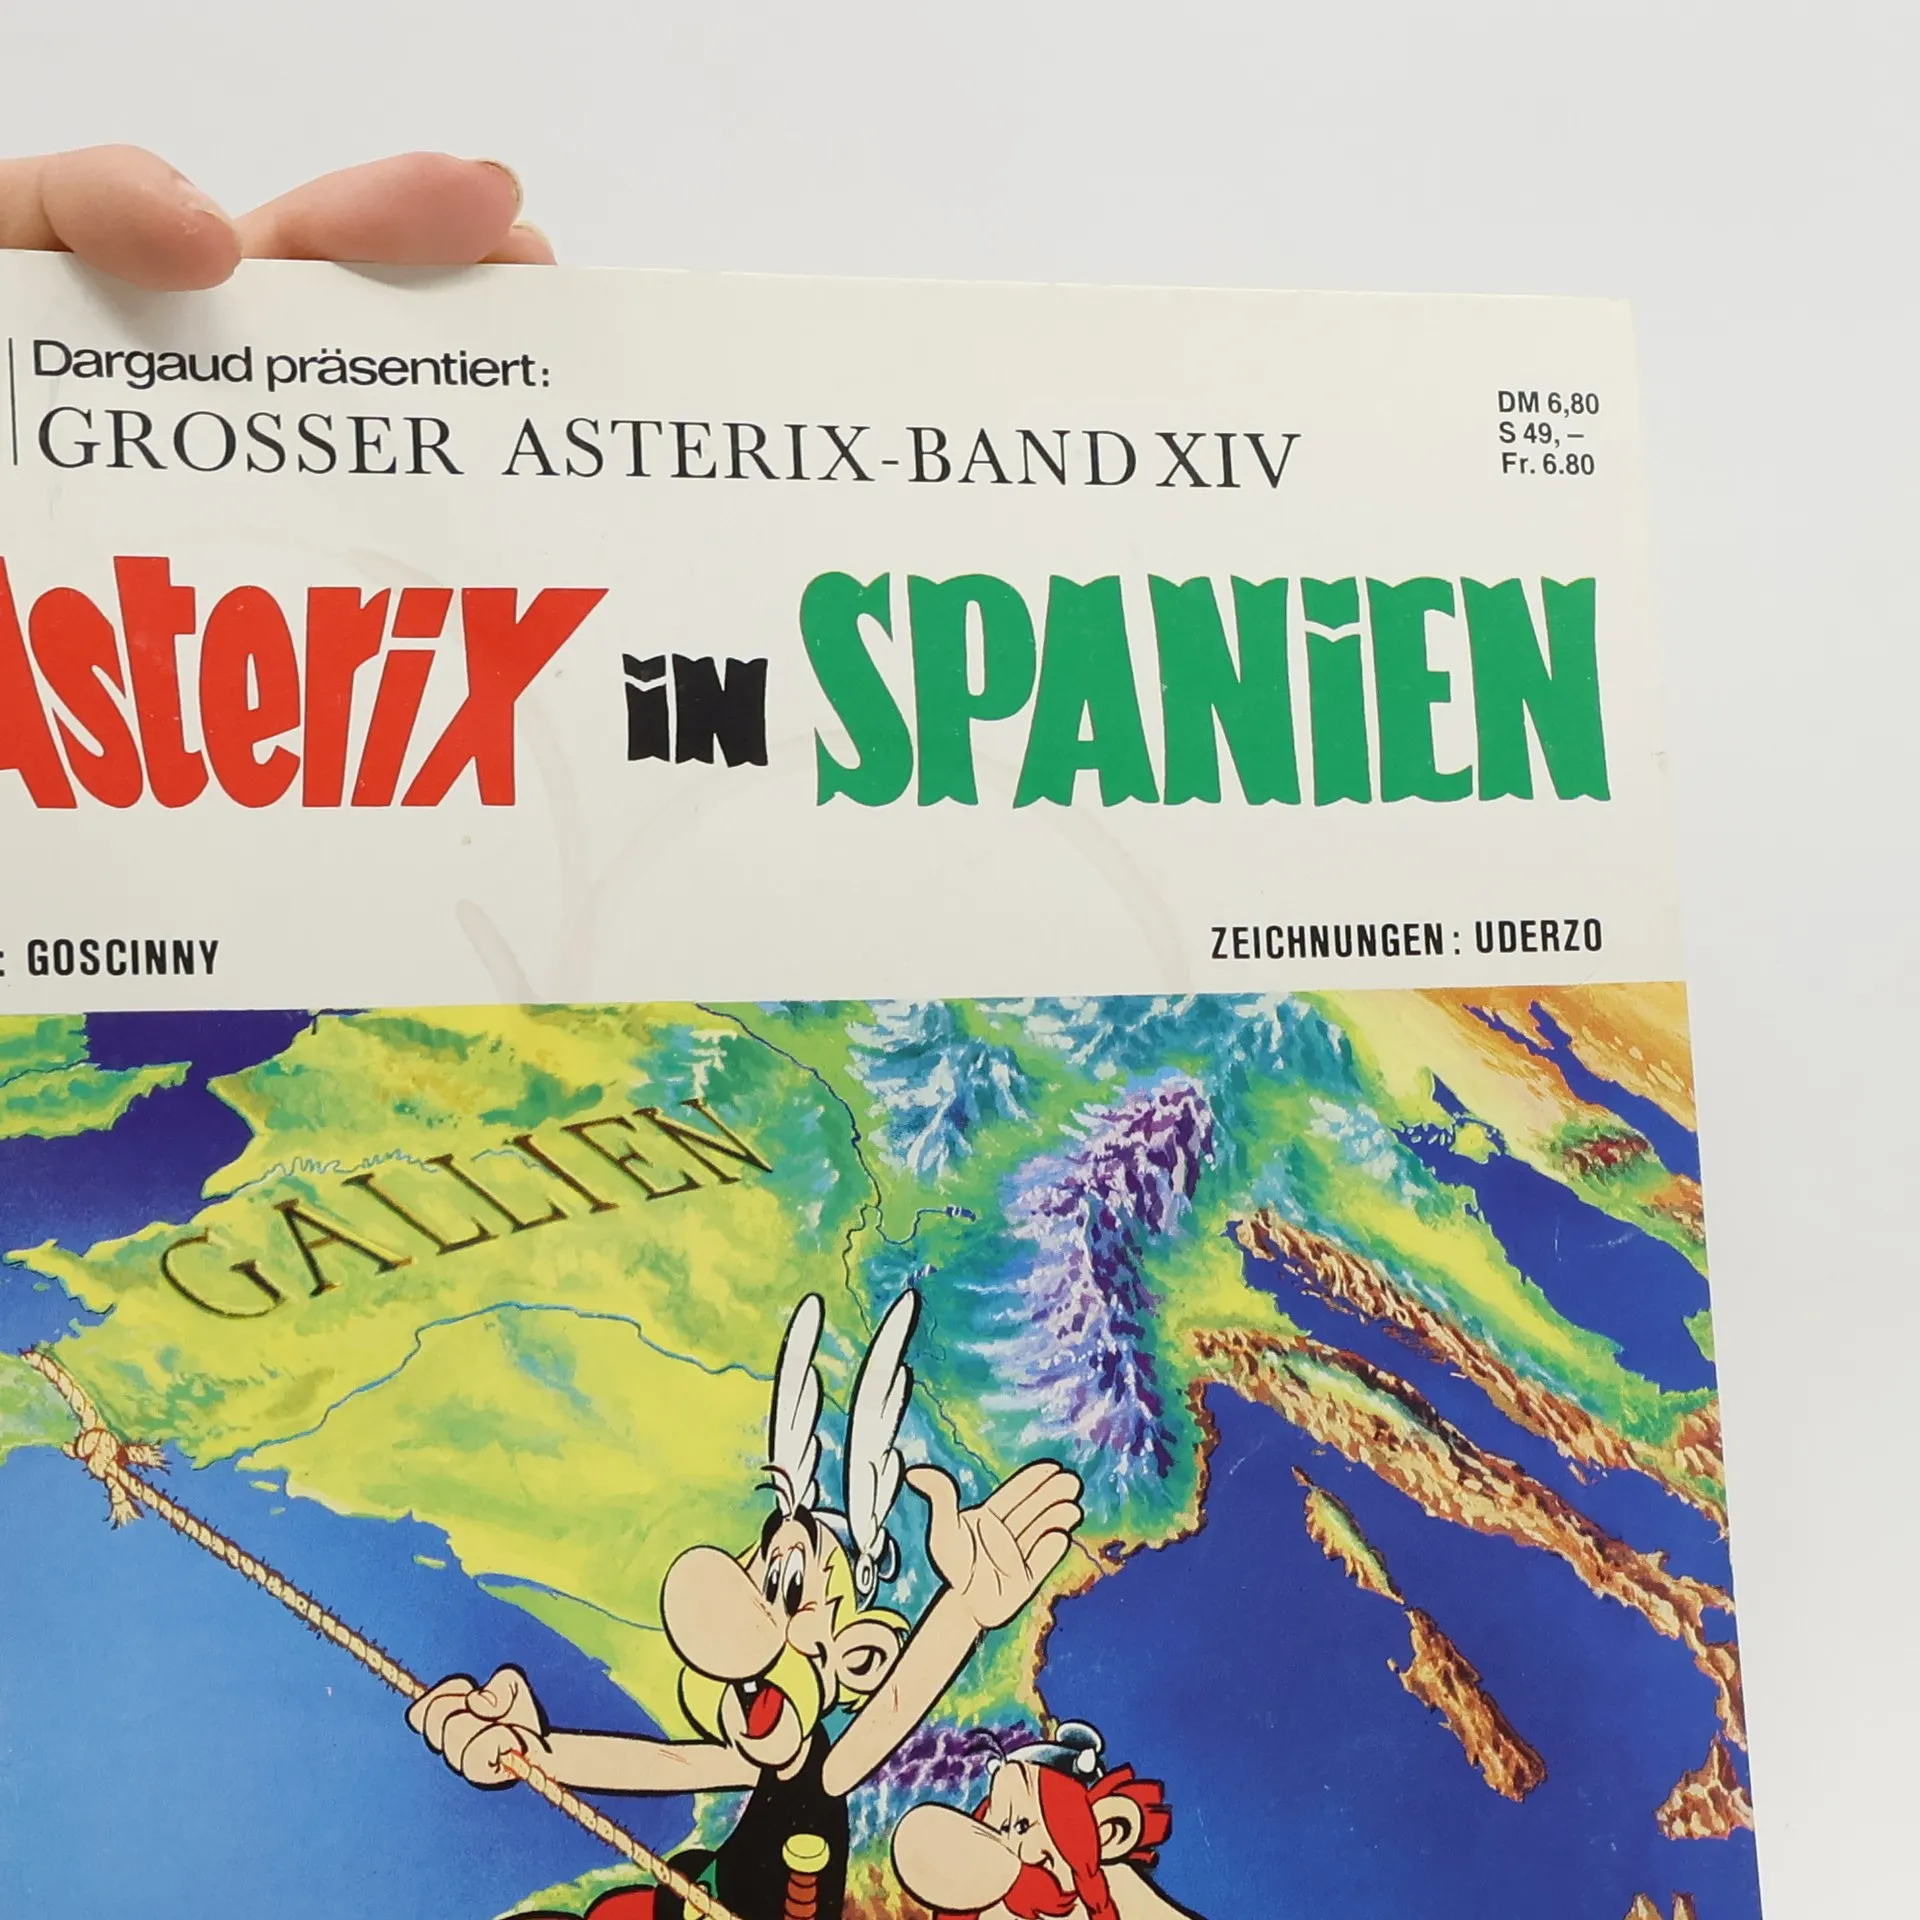 Dargaud präsentiert:
GROSSER ASTERIX-BAND XIV
DM 6,80
S 49,–
Fr. 6.80
Asterix iN SPANiEN
: GOSCINNY
ZEICHNUNGEN: UDERZO
GALLIEN